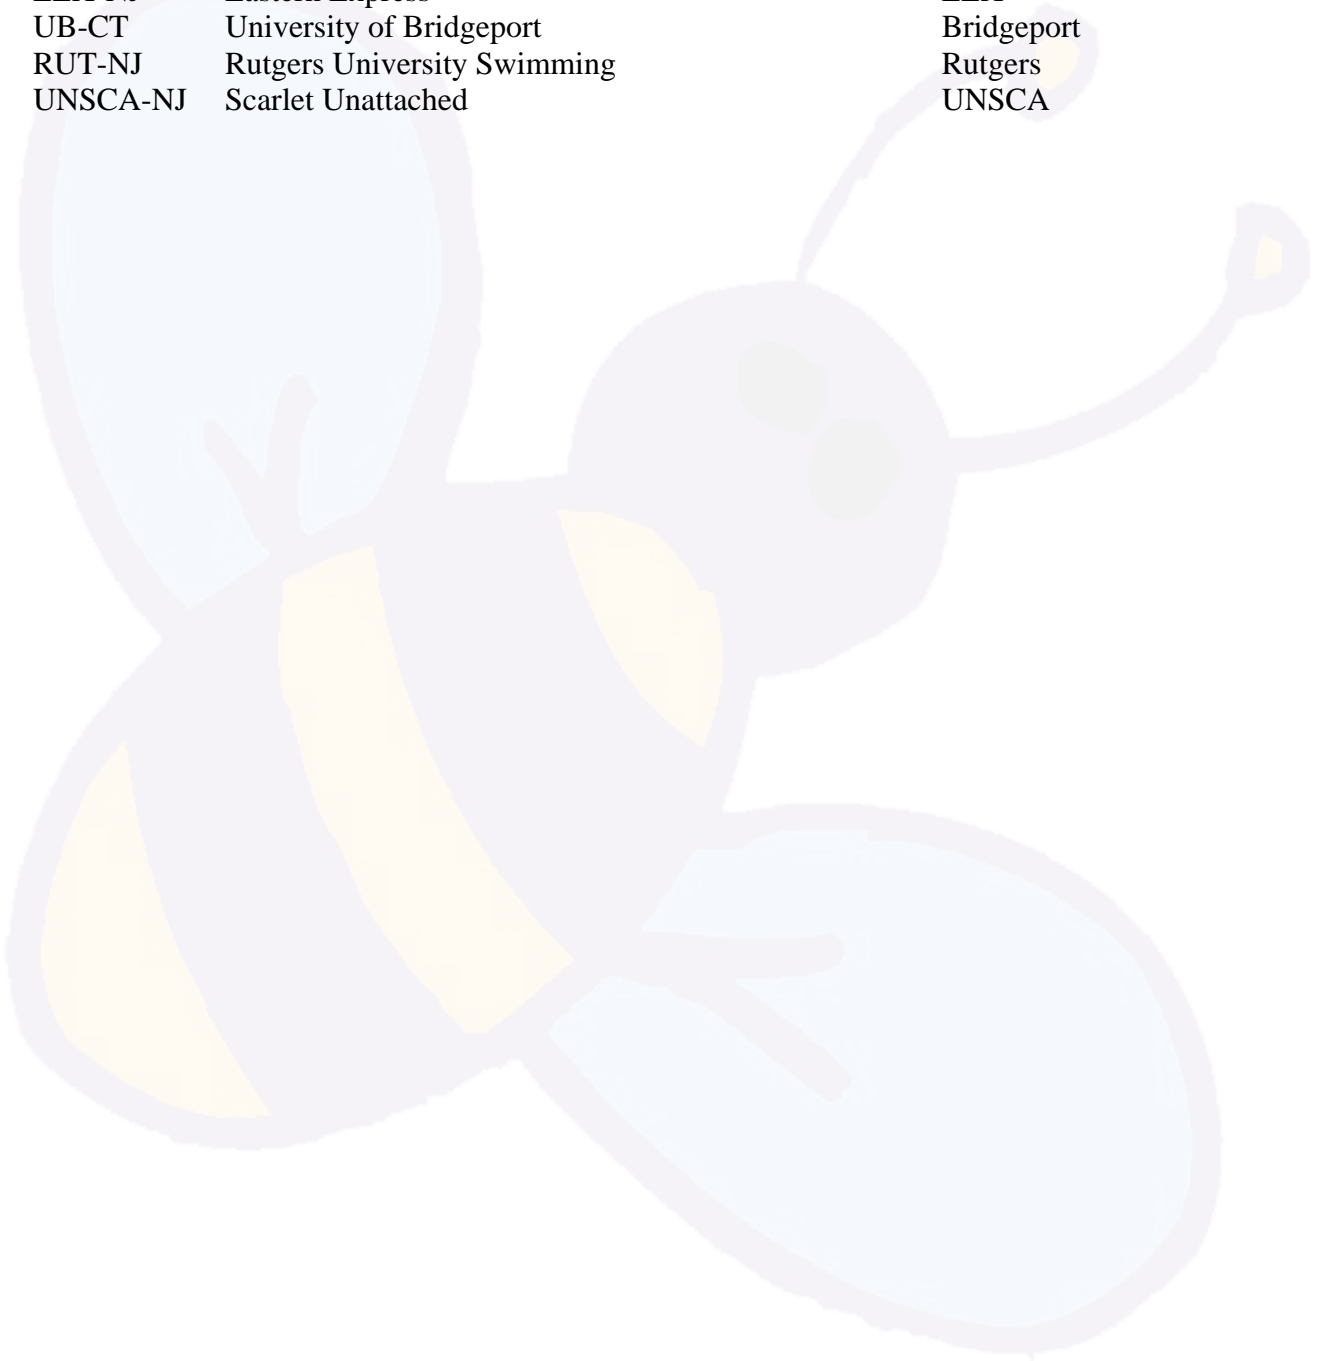 UB-CT University of Bridgeport Bridgeport
RUT-NJ Rutgers University Swimming Rutgers
UNSCA-NJ Scarlet Unattached UNSCA